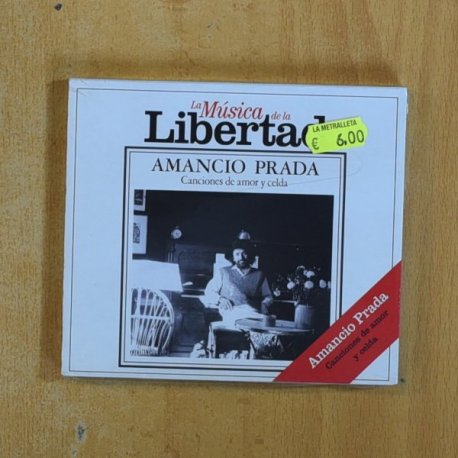 La Música de la
Libertad
LA METRALLETA
€ 6.00
AMANCIO PRADA
Canciones de amor y celda
Amancio Prada
Canciones de amor
y celda